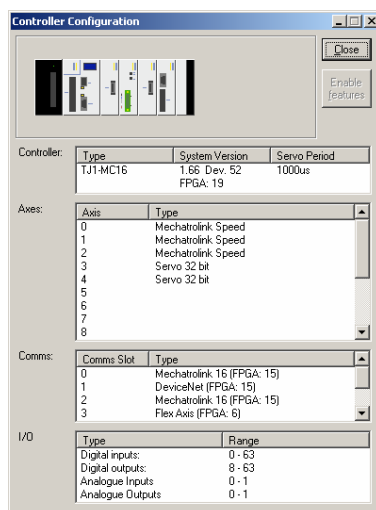 Controller Configuration
Close
Enable features
Controller:
Type System Version Servo Period
TJ1-MC16 1.66 Dev. 52 1000us
FPGA: 19
Axes:
Axis Type
0 Mechatrolink Speed
1 Mechatrolink Speed
2 Mechatrolink Speed
3 Servo 32 bit
4 Servo 32 bit
5
6
7
8
Comms:
Comms Slot Type
0 Mechatrolink 16 (FPGA: 15)
1 DeviceNet (FPGA: 15)
2 Mechatrolink 16 (FPGA: 15)
3 Flex Axis (FPGA: 6)
I/O
Type Range
Digital inputs: 0 - 63
Digital outputs: 8 - 63
Analogue Inputs 0 - 1
Analogue Outputs 0 - 1